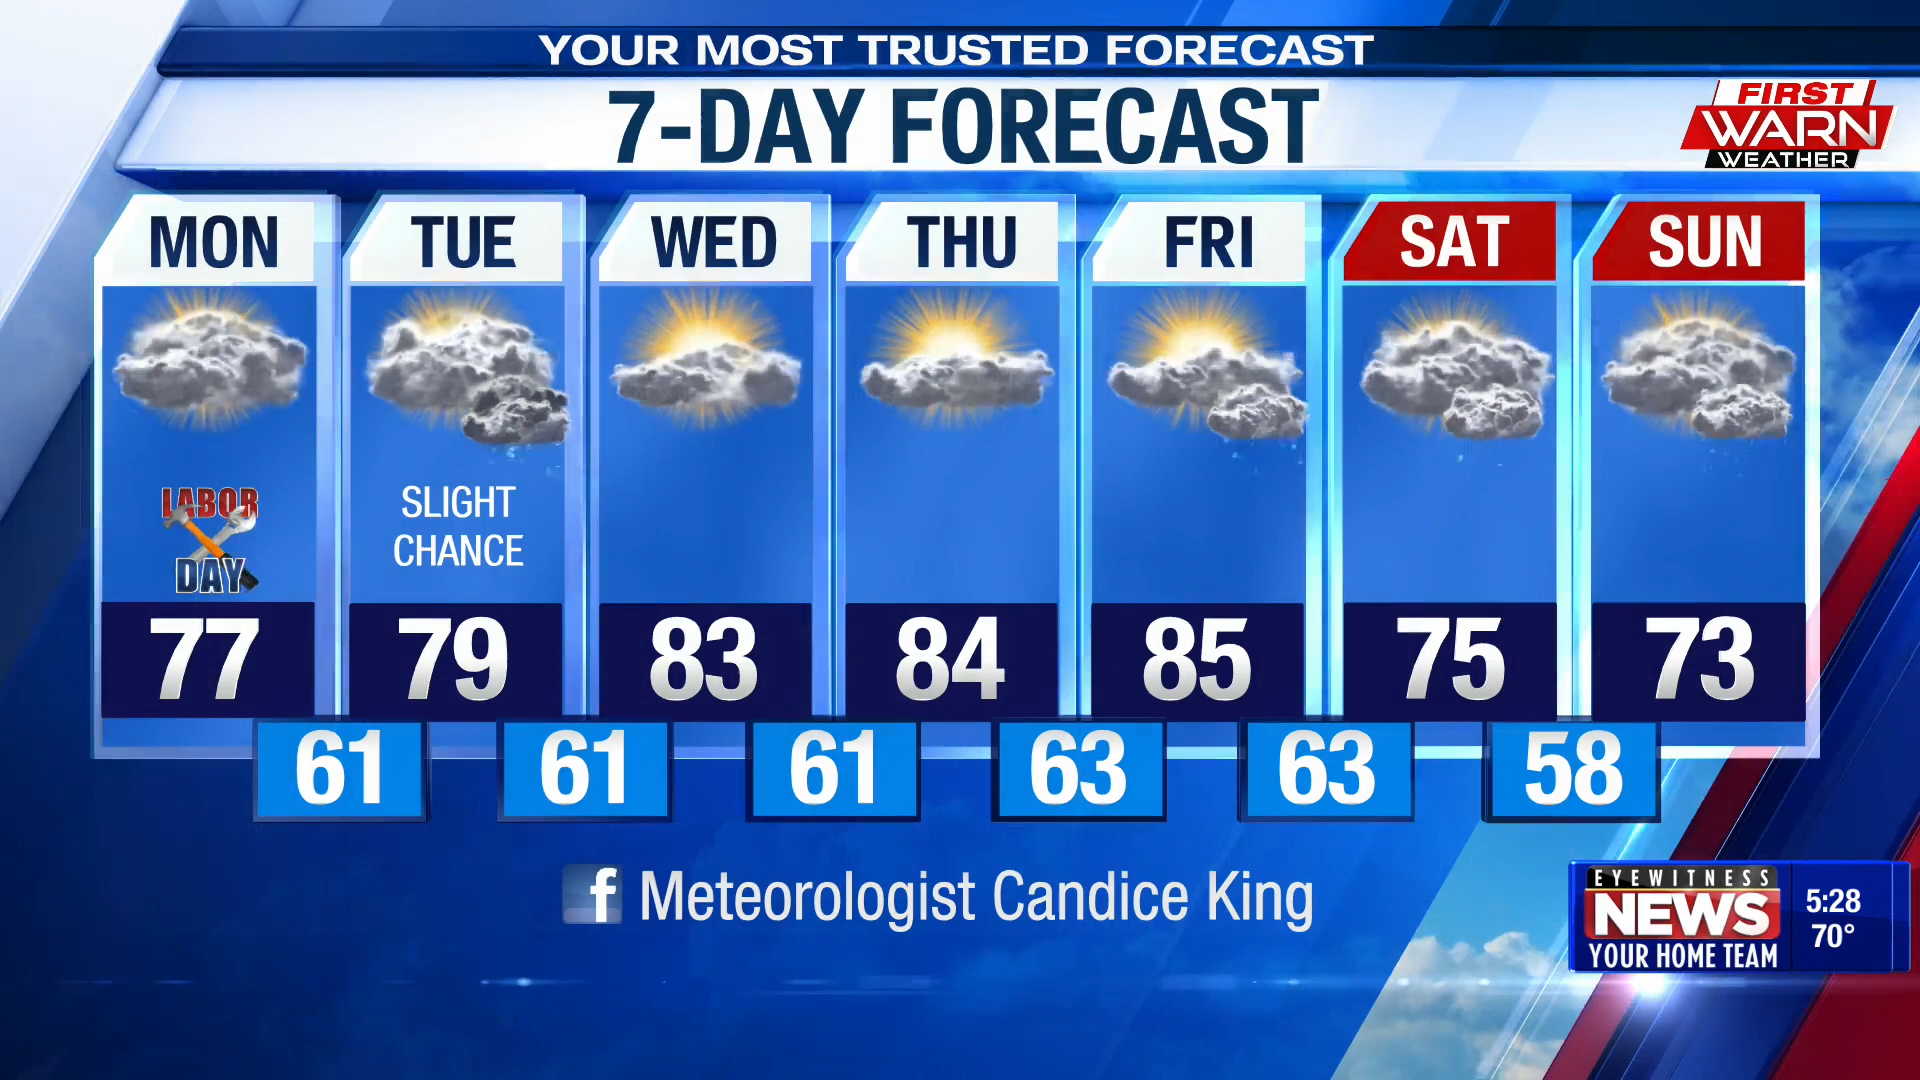 YOUR MOST TRUSTED FORECAST
7-DAY FORECAST
FIRST
WARN
WEATHER
MON
TUE
WED
THU
FRI
SAT
SUN
LABOR
DAY
SLIGHT
CHANCE
77
79
83
84
85
75
73
61
61
61
63
63
58
f Meteorologist Candice King
EYEWITNESS
NEWS
YOUR HOME TEAM
5:28
70°